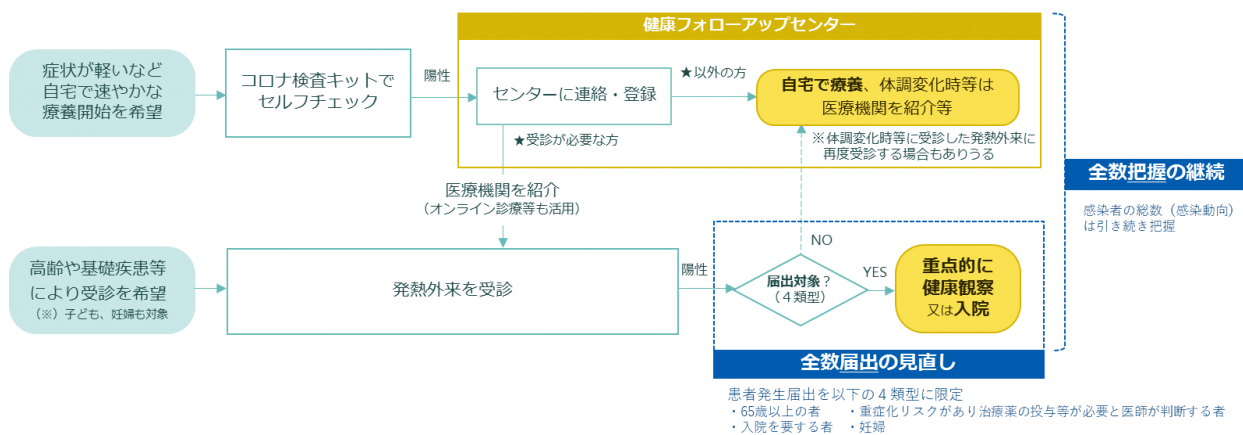 健康フォローアップセンター
症状が軽いなど
自宅で速やかな
療養開始を希望
コロナ検査キットで
セルフチェック
陽性
センターに連絡・登録
★以外の方
自宅で療養、体調変化時等は
医療機関を紹介等
★受診が必要な方
※体調変化時等に受診した発熱外来に
再度受診する場合もありうる
医療機関を紹介
（オンライン診療等も活用）
全数把握の継続
感染者の総数（感染動向）
は引き続き把握
高齢や基礎疾患等
により受診を希望
（※）子ども、妊婦も対象
発熱外来を受診
陽性
NO
届出対象？
（４類型）
YES
重点的に
健康観察
又は入院
全数届出の見直し
患者発生届出を以下の４類型に限定
・65歳以上の者　・重症化リスクがあり治療薬の投与等が必要と医師が判断する者
・入院を要する者　・妊婦